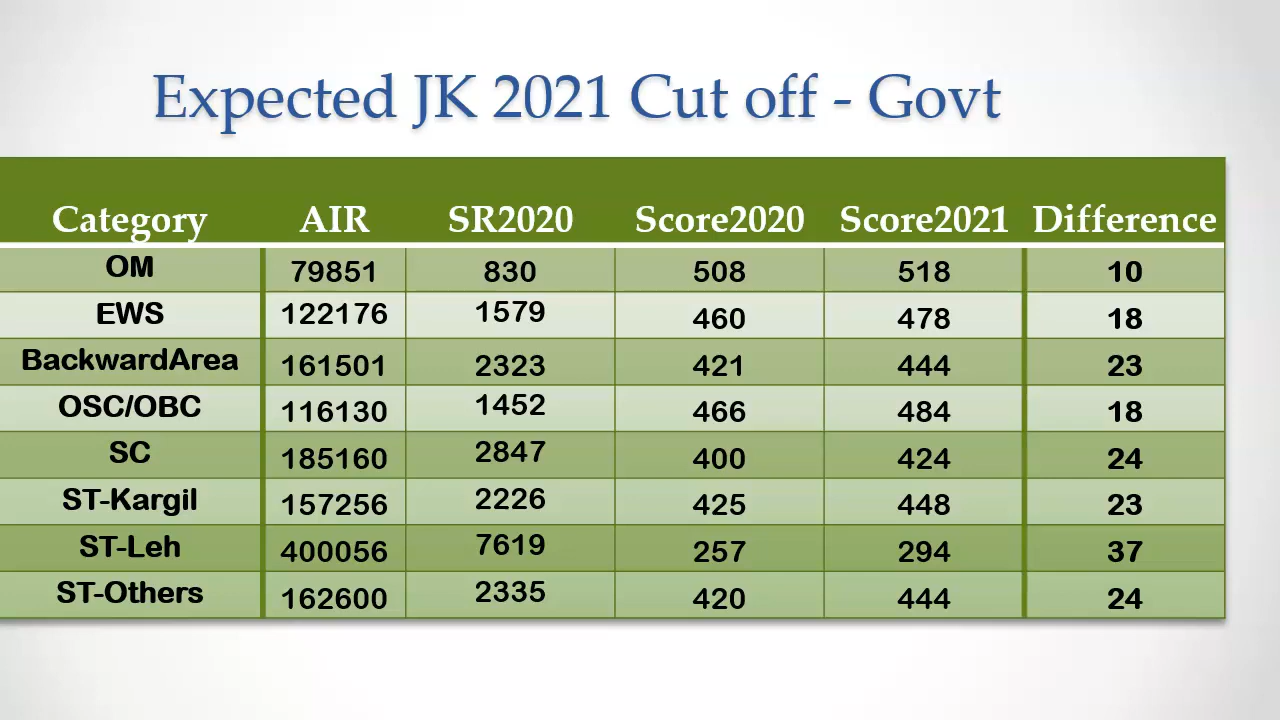 Expected JK 2021 Cut off - Govt
Category AIR SR2020 Score2020 Score2021 Difference
OM 79851 830 508 518 10
EWS 122176 1579 460 478 18
BackwardArea 161501 2323 421 444 23
OSC/OBC 116130 1452 466 484 18
SC 185160 2847 400 424 24
ST-Kargil 157256 2226 425 448 23
ST-Leh 400056 7619 257 294 37
ST-Others 162600 2335 420 444 24